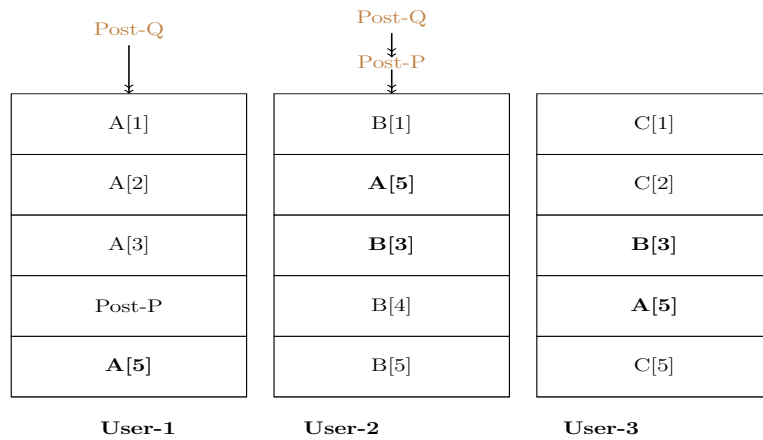 Post-Q
Post-Q
Post-P
A[1]
B[1]
C[1]
A[2]
A[5]
C[2]
A[3]
B[3]
B[3]
Post-P
B[4]
A[5]
A[5]
B[5]
C[5]
User-1
User-2
User-3